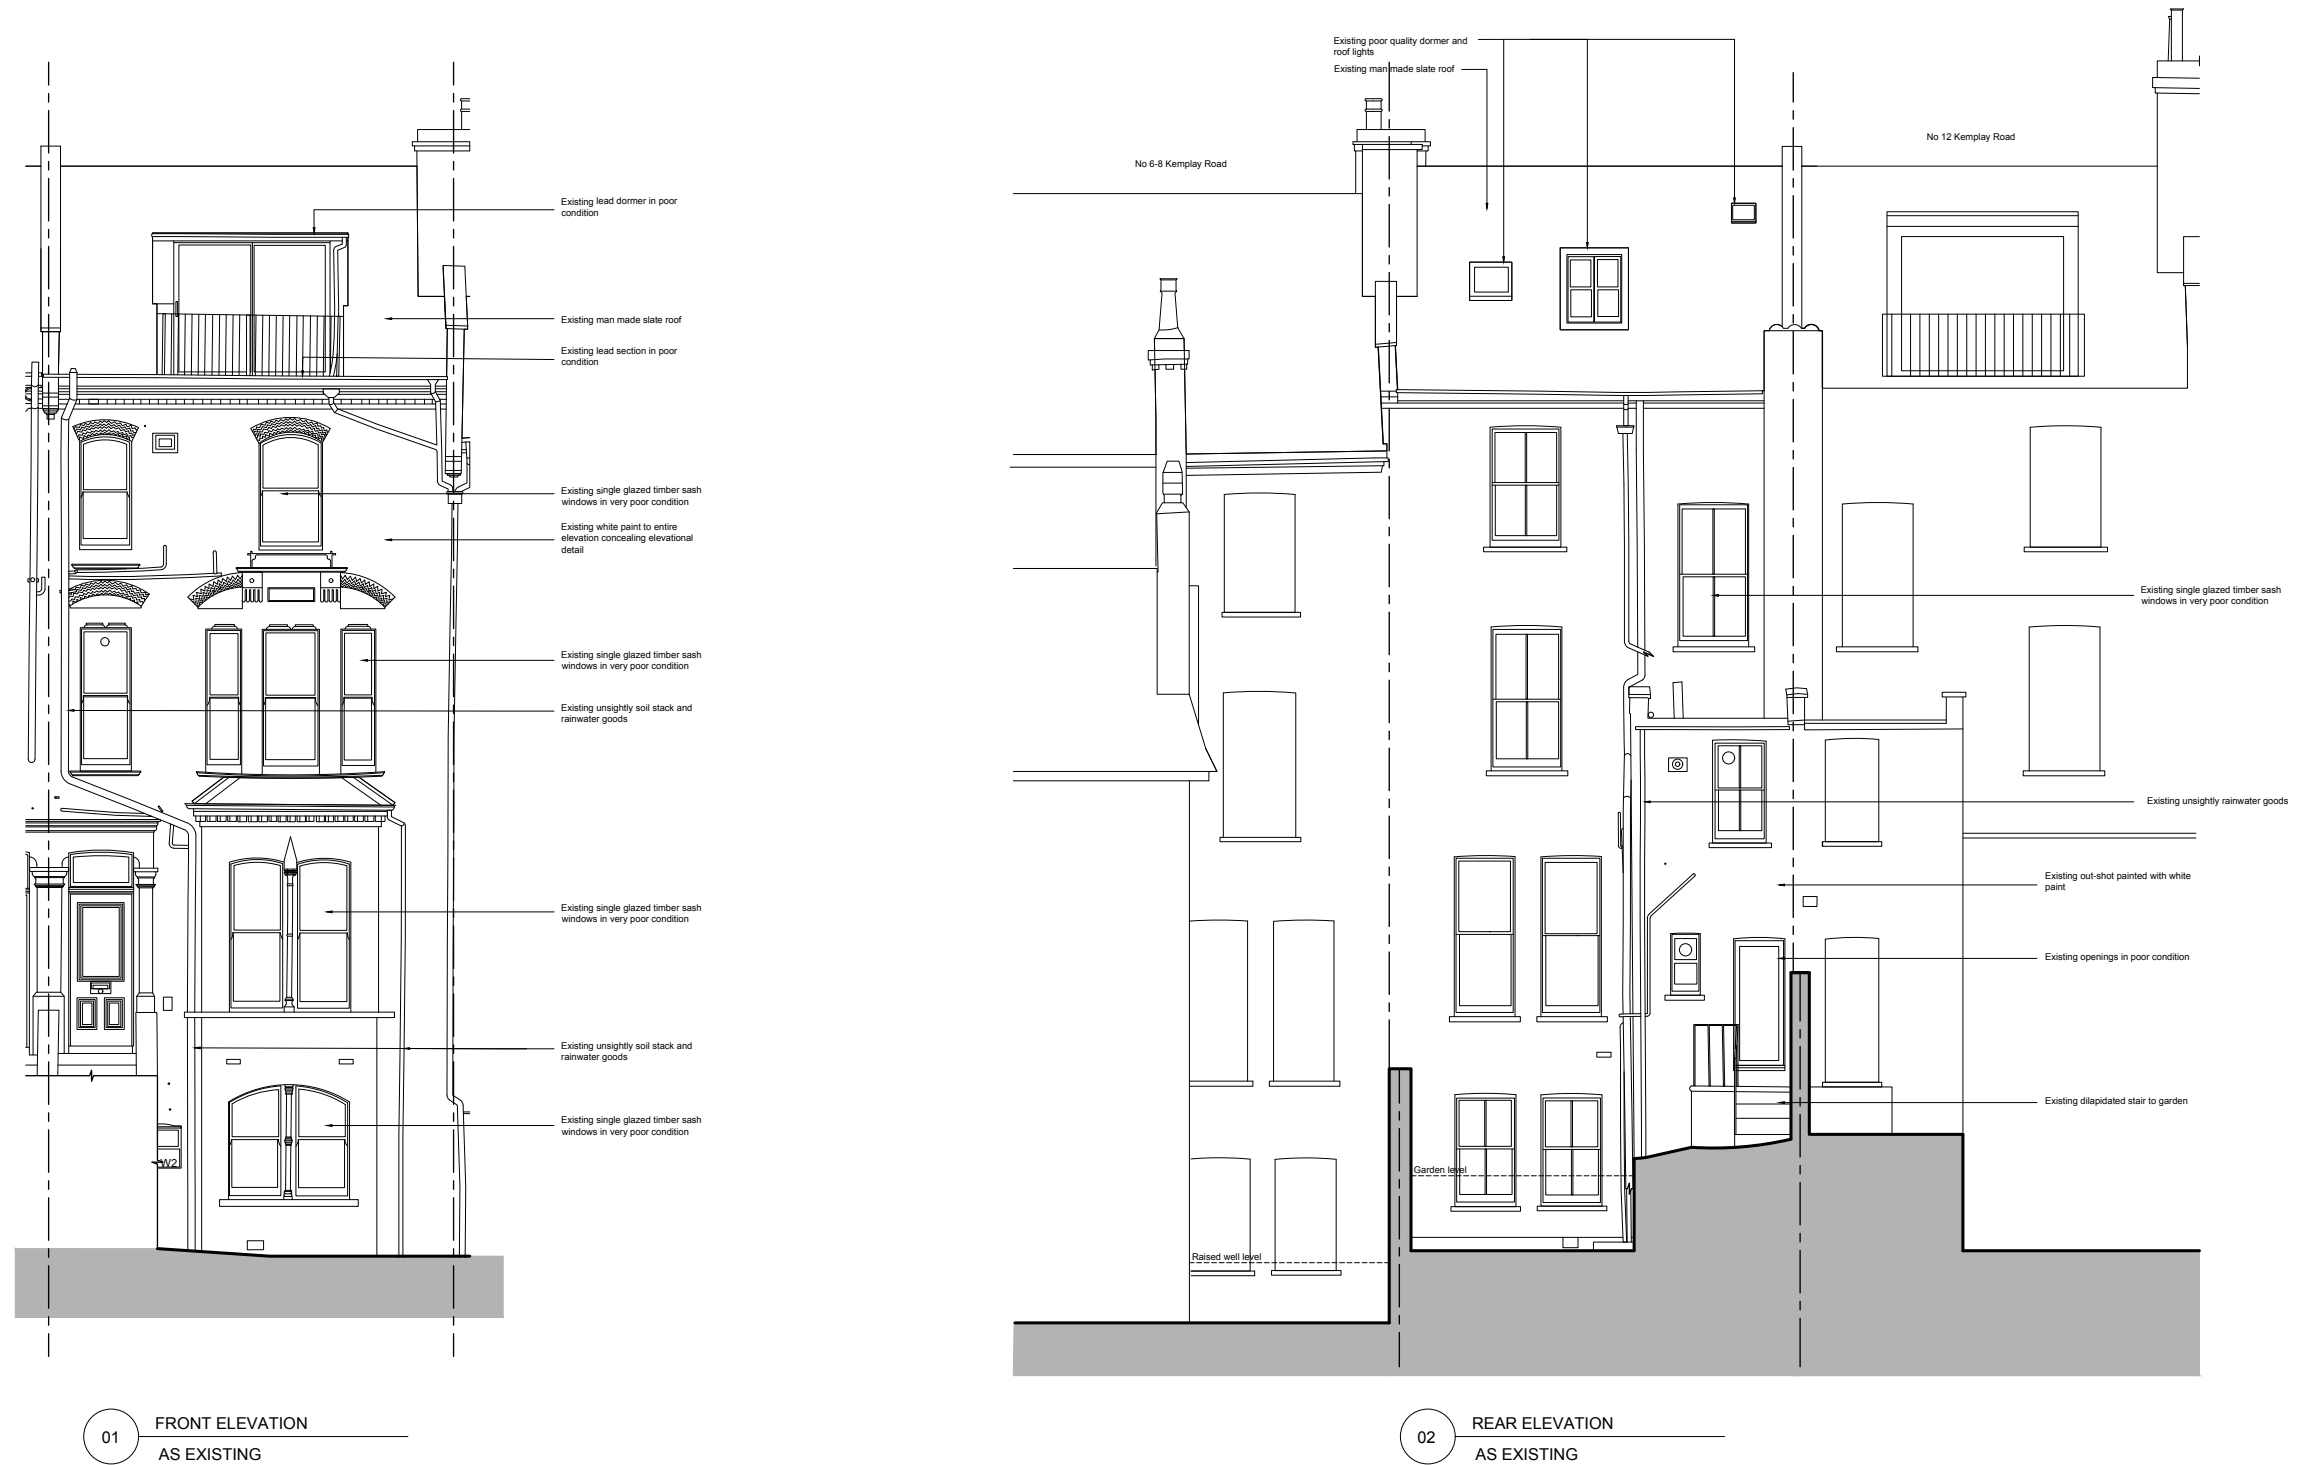 Existing lead dormer in poor
condition
Existing man made slate roof
Existing lead section in poor
condition
Existing single glazed timber sash
windows in very poor condition
Existing white paint to entire
elevation concealing elevational
detail
Existing single glazed timber sash
windows in very poor condition
Existing unsightly soil stack and
rainwater goods
Existing single glazed timber sash
windows in very poor condition
Existing unsightly soil stack and
rainwater goods
Existing single glazed timber sash
windows in very poor condition
W2
01
FRONT ELEVATION
AS EXISTING
Existing poor quality dormer and
roof lights
Existing man made slate roof
No 6-8 Kemplay Road
No 12 Kemplay Road
Existing single glazed timber sash
windows in very poor condition
Existing unsightly rainwater goods
Existing out-shot painted with white
paint
Existing openings in poor condition
Existing dilapidated stair to garden
Garden level
Raised well level
02
REAR ELEVATION
AS EXISTING